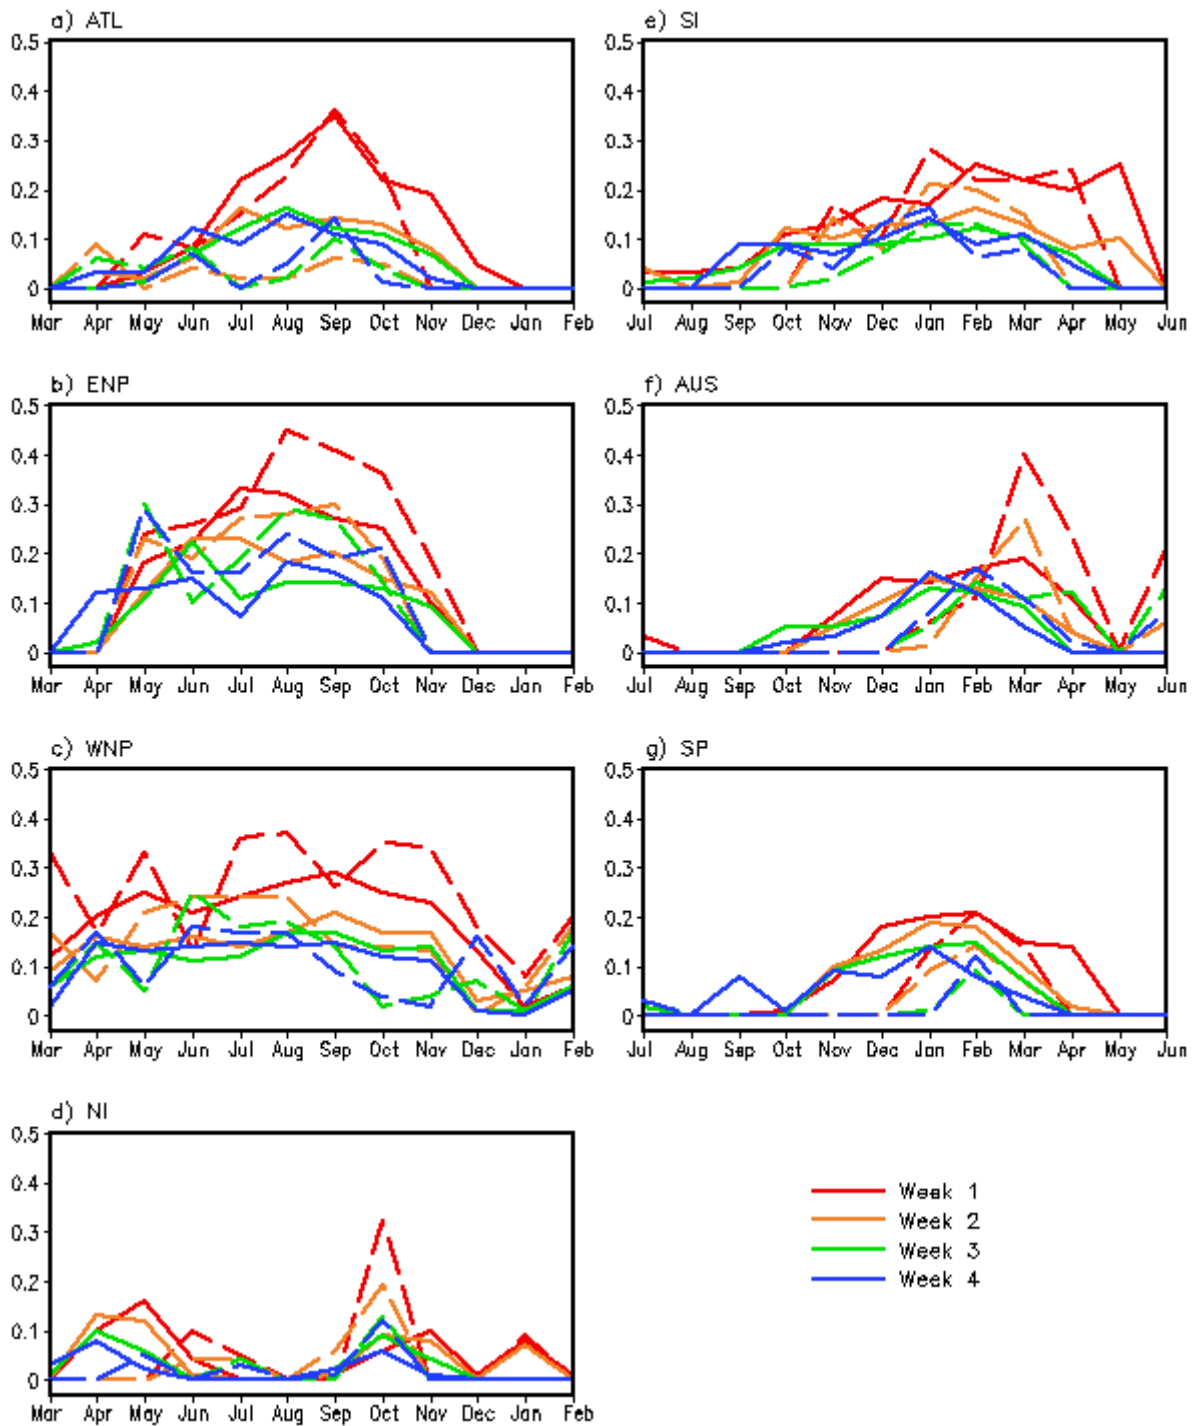 a) ATL
0.5
0.4
0.3
0.2
0.1
0
Mar Apr May Jun Jul Aug Sep Oct Nov Dec Jan Feb
b) ENP
0.5
0.4
0.3
0.2
0.1
0
Mar Apr May Jun Jul Aug Sep Oct Nov Dec Jan Feb
c) WNP
0.5
0.4
0.3
0.2
0.1
0
Mar Apr May Jun Jul Aug Sep Oct Nov Dec Jan Feb
d) NI
0.5
0.4
0.3
0.2
0.1
0
Mar Apr May Jun Jul Aug Sep Oct Nov Dec Jan Feb
e) SI
0.5
0.4
0.3
0.2
0.1
0
Jul Aug Sep Oct Nov Dec Jan Feb Mar Apr May Jun
f) AUS
0.5
0.4
0.3
0.2
0.1
0
Jul Aug Sep Oct Nov Dec Jan Feb Mar Apr May Jun
g) SP
0.5
0.4
0.3
0.2
0.1
0
Jul Aug Sep Oct Nov Dec Jan Feb Mar Apr May Jun
Week 1
Week 2
Week 3
Week 4